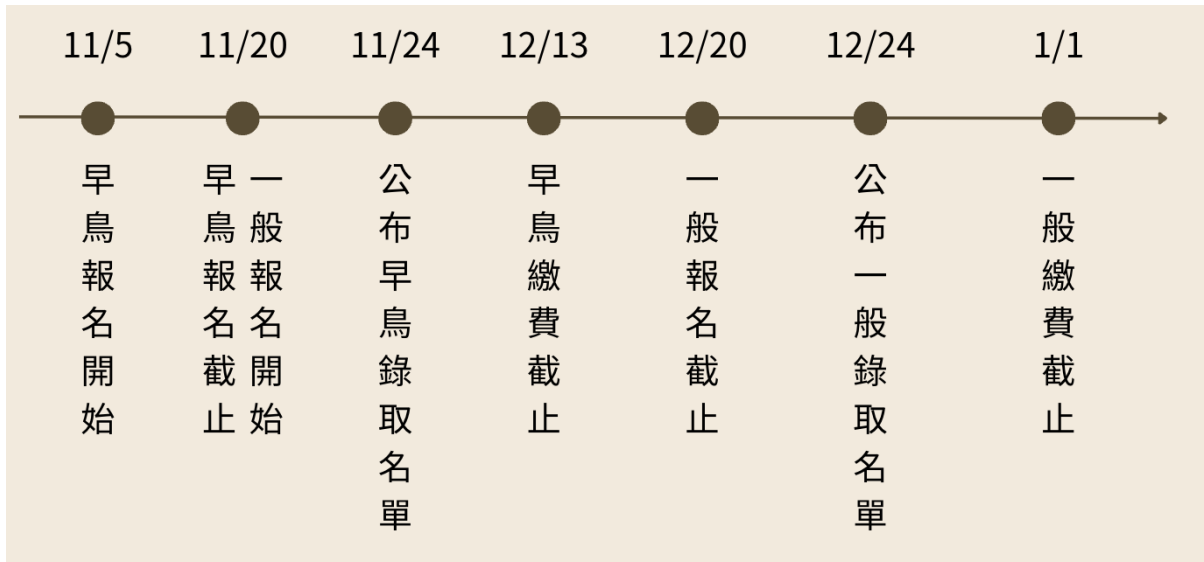 11/5
早鳥報名開始
11/20
早鳥報名截止
一般報名開始
11/24
公布早鳥錄取名單
12/13
早鳥繳費截止
12/20
一般報名截止
12/24
公布一般錄取名單
1/1
一般繳費截止